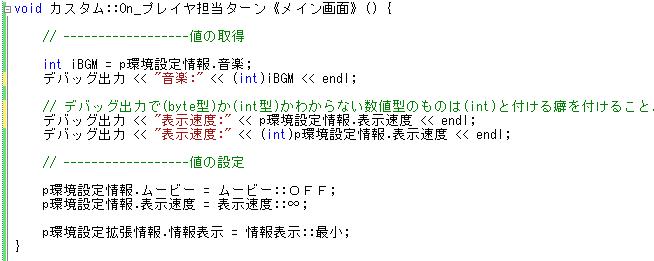 void カスタム::On_プレイヤ担当ターン《メイン画面》() {
// ------------------値の取得
int iBGM = p環境設定情報.音楽;
デバッグ出力 << "音楽:" << (int)iBGM << endl;
// デバッグ出力で(byte型)か(int型)かわからない数値型のものは(int)と付ける癖を付けること.
デバッグ出力 << "表示速度:" << p環境設定情報.表示速度 << endl;
デバッグ出力 << "表示速度:" << (int)p環境設定情報.表示速度 << endl;
// ------------------値の設定
p環境設定情報.ムービー = ムービー::ＯＦＦ;
p環境設定情報.表示速度 = 表示速度::∞;
p環境設定拡張情報.情報表示 = 情報表示::最小;
}